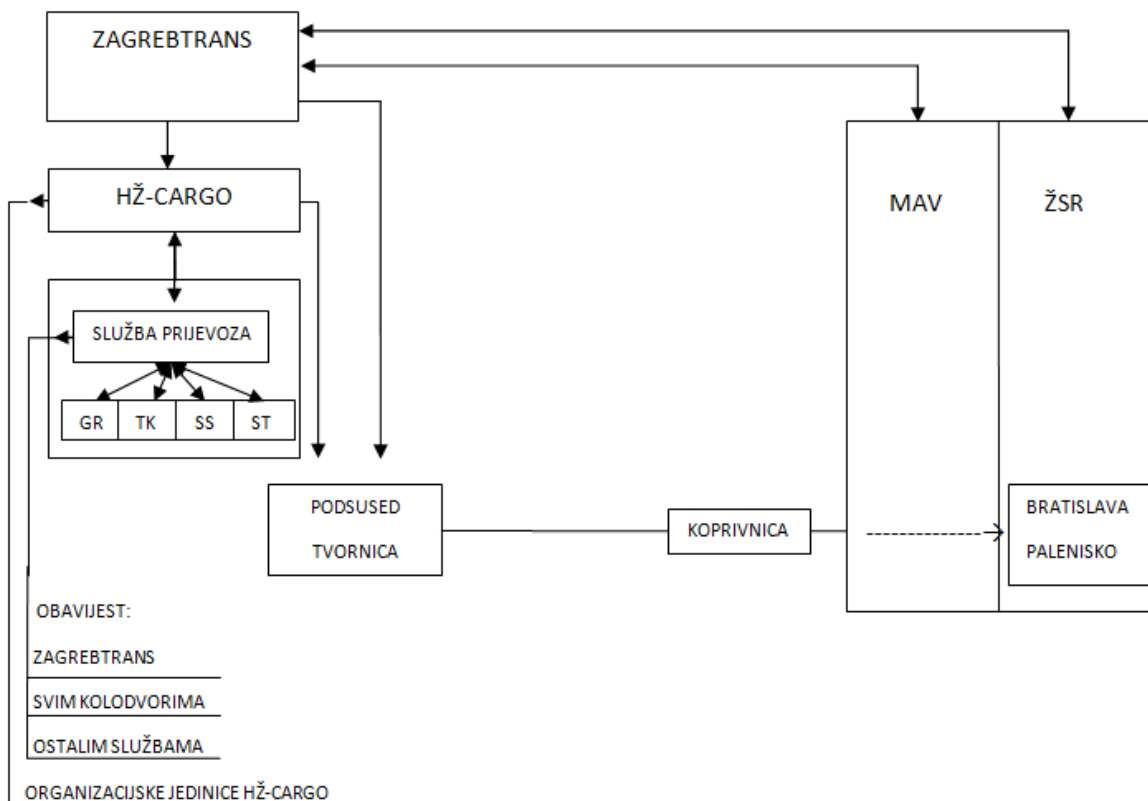 ZAGREBTRANS
HŽ-CARGO
MAV
ŽSR
SLUŽBA PRIJEVOZA
GR
TK
SS
ST
PODSUSED
TVORNICA
KOPRIVNICA
BRATISLAVA
PALENISKO
OBAVIJEST:
ZAGREBTRANS
SVIM KOLODVORIMA
OSTALIM SLUŽBAMA
ORGANIZACIJSKE JEDINICE HŽ-CARGO